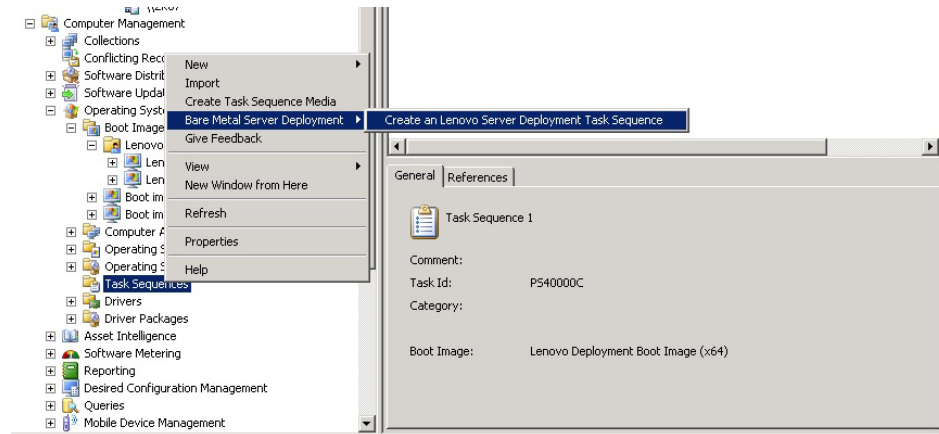 Computer Management
Collections
Conflicting Reco
Software Distrib
Software Updat
Operating Syste
Boot Image
Lenovo
Len
Len
Boot im
Boot im
Computer A
Operating S
Operating S
Task Sequences
Drivers
Driver Packages
Asset Intelligence
Software Metering
Reporting
Desired Configuration Management
Queries
Mobile Device Management
New
Import
Create Task Sequence Media
Bare Metal Server Deployment
Give Feedback
View
New Window from Here
Refresh
Properties
Help
Create an Lenovo Server Deployment Task Sequence
General References
Task Sequence 1
Comment:
Task Id: PS40000C
Category:
Boot Image: Lenovo Deployment Boot Image (x64)